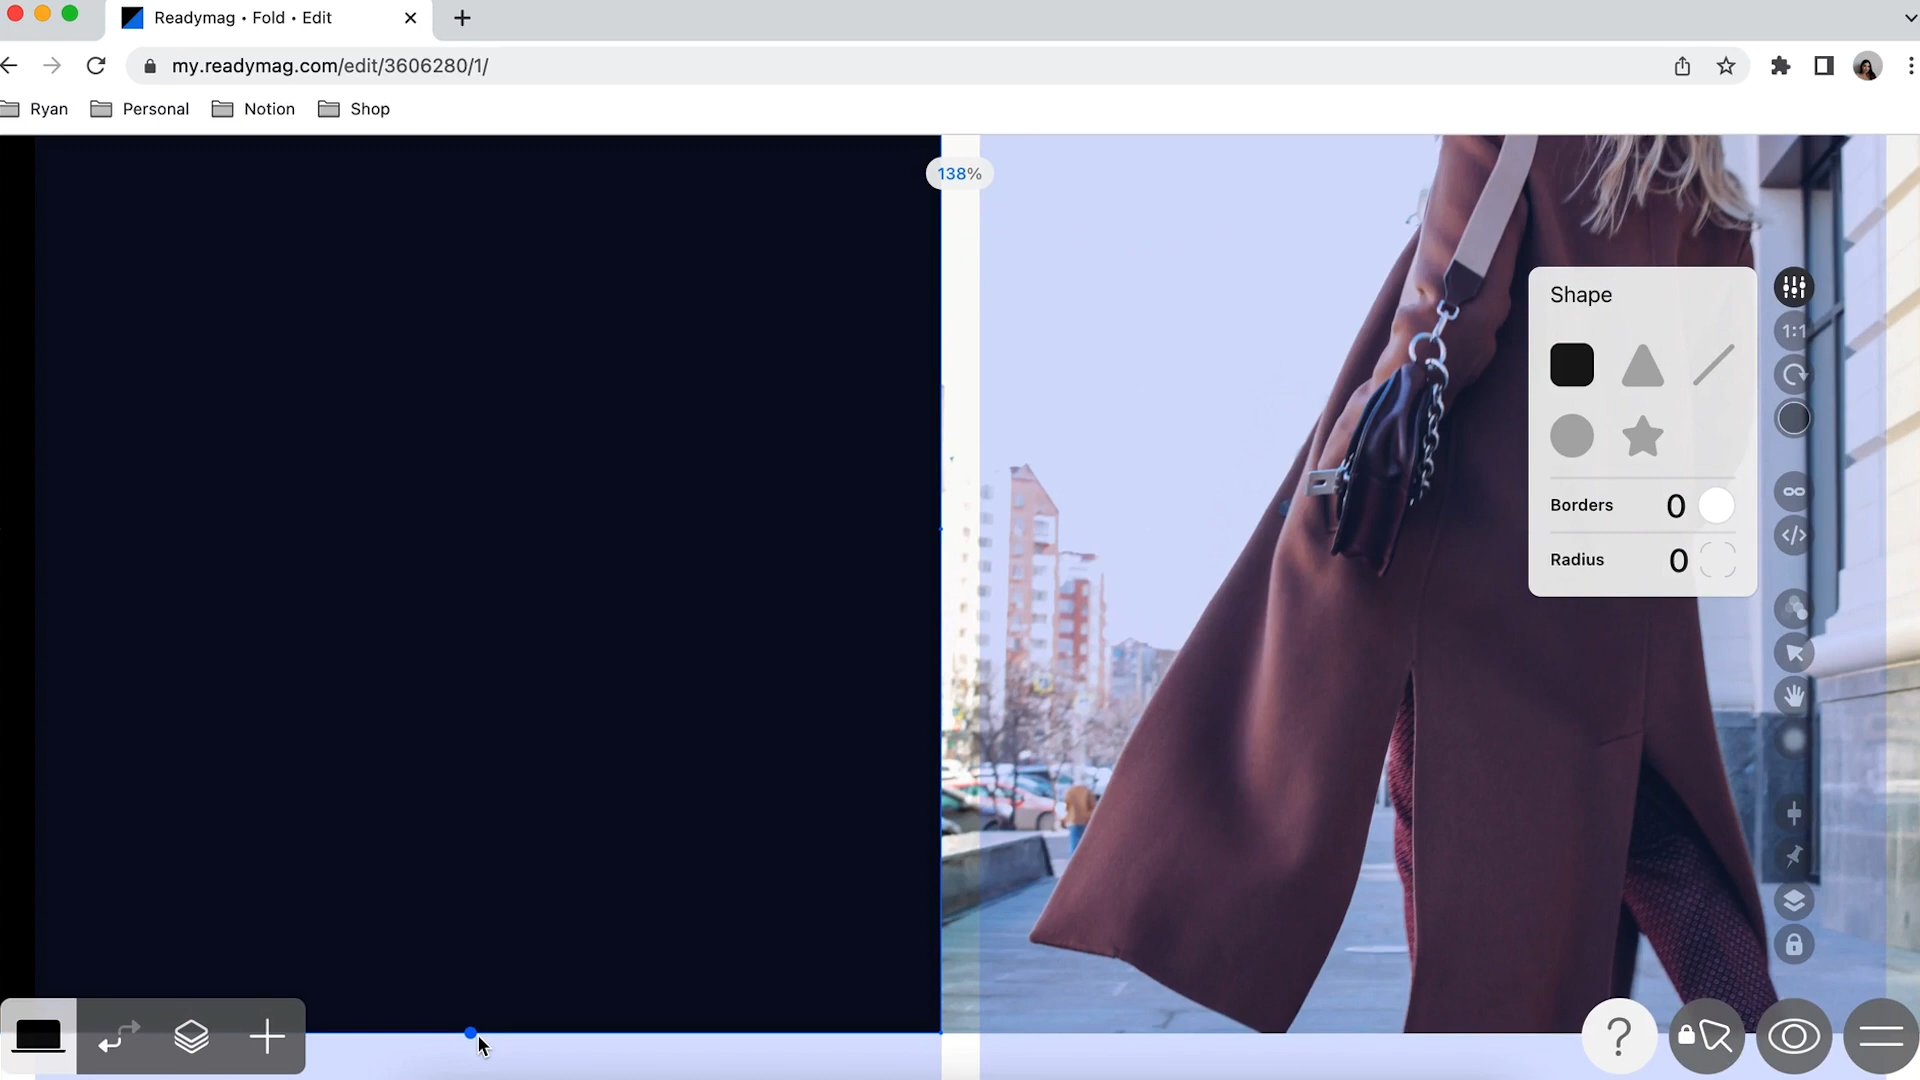 Readymag • Fold • Edit
my.readymag.com/edit/3606280/1/
Ryan
Personal
Notion
Shop
138%
Shape
1:1
Borders
0
Radius
0
</>
?